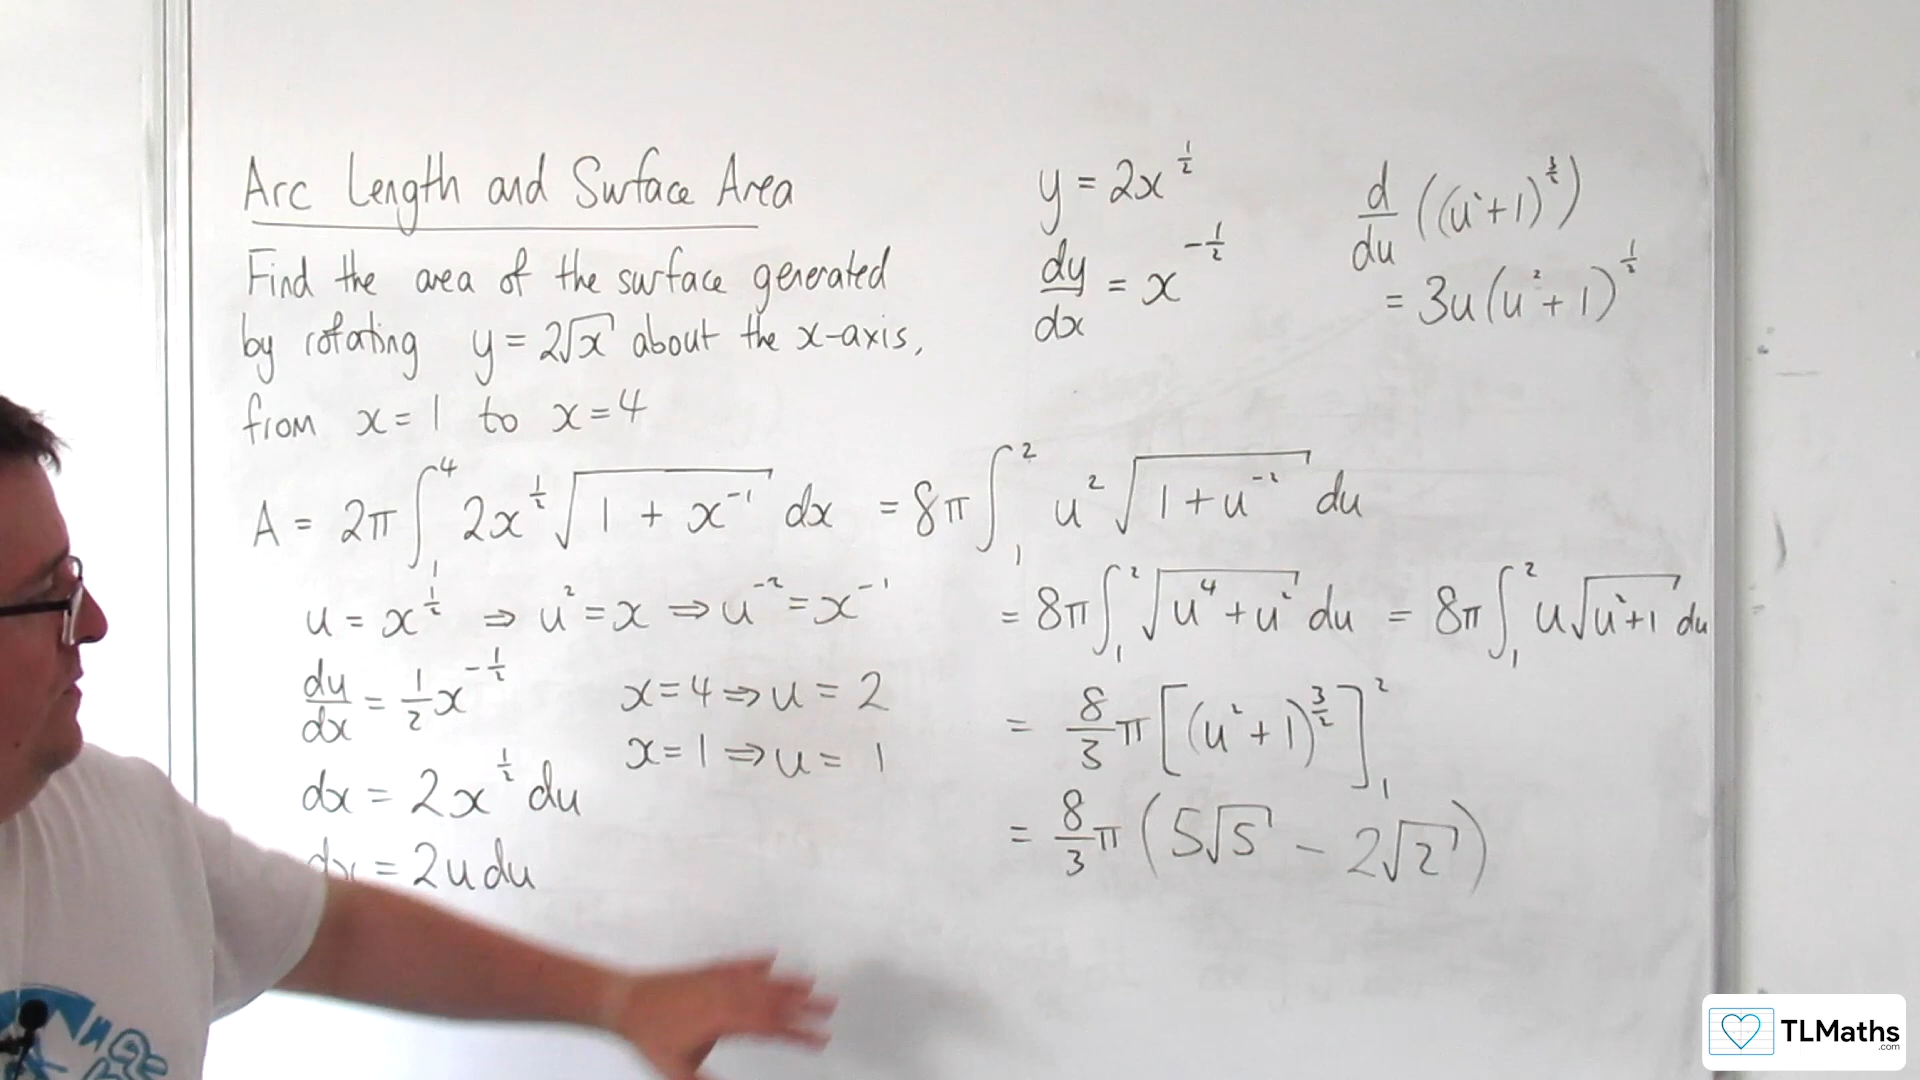 Arc Length and Surface Area
Find the area of the surface generated
by rotating y = 2√x about the x-axis,
from x = 1 to x = 4
y = 2x^(1/2)
dy/dx = x^(-1/2)
d/du ((u²+1)^(3/2))
= 3u(u²+1)^(1/2)
A = 2π ∫₁⁴ 2x^(1/2) √(1 + x⁻¹) dx = 8π ∫₁² u² √(1 + u⁻²) du
u = x^(1/2) ⇒ u² = x ⇒ u⁻² = x⁻¹
du/dx = 1/2 x^(-1/2)
dx = 2x^(1/2) du
dx = 2u du
x = 4 ⇒ u = 2
x = 1 ⇒ u = 1
= 8π ∫₁² √(u⁴ + u²) du = 8π ∫₁² u√(u²+1) du
= 8/3 π [(u² + 1)^(3/2)]₁²
= 8/3 π (5√5 − 2√2)
TLMaths
.com